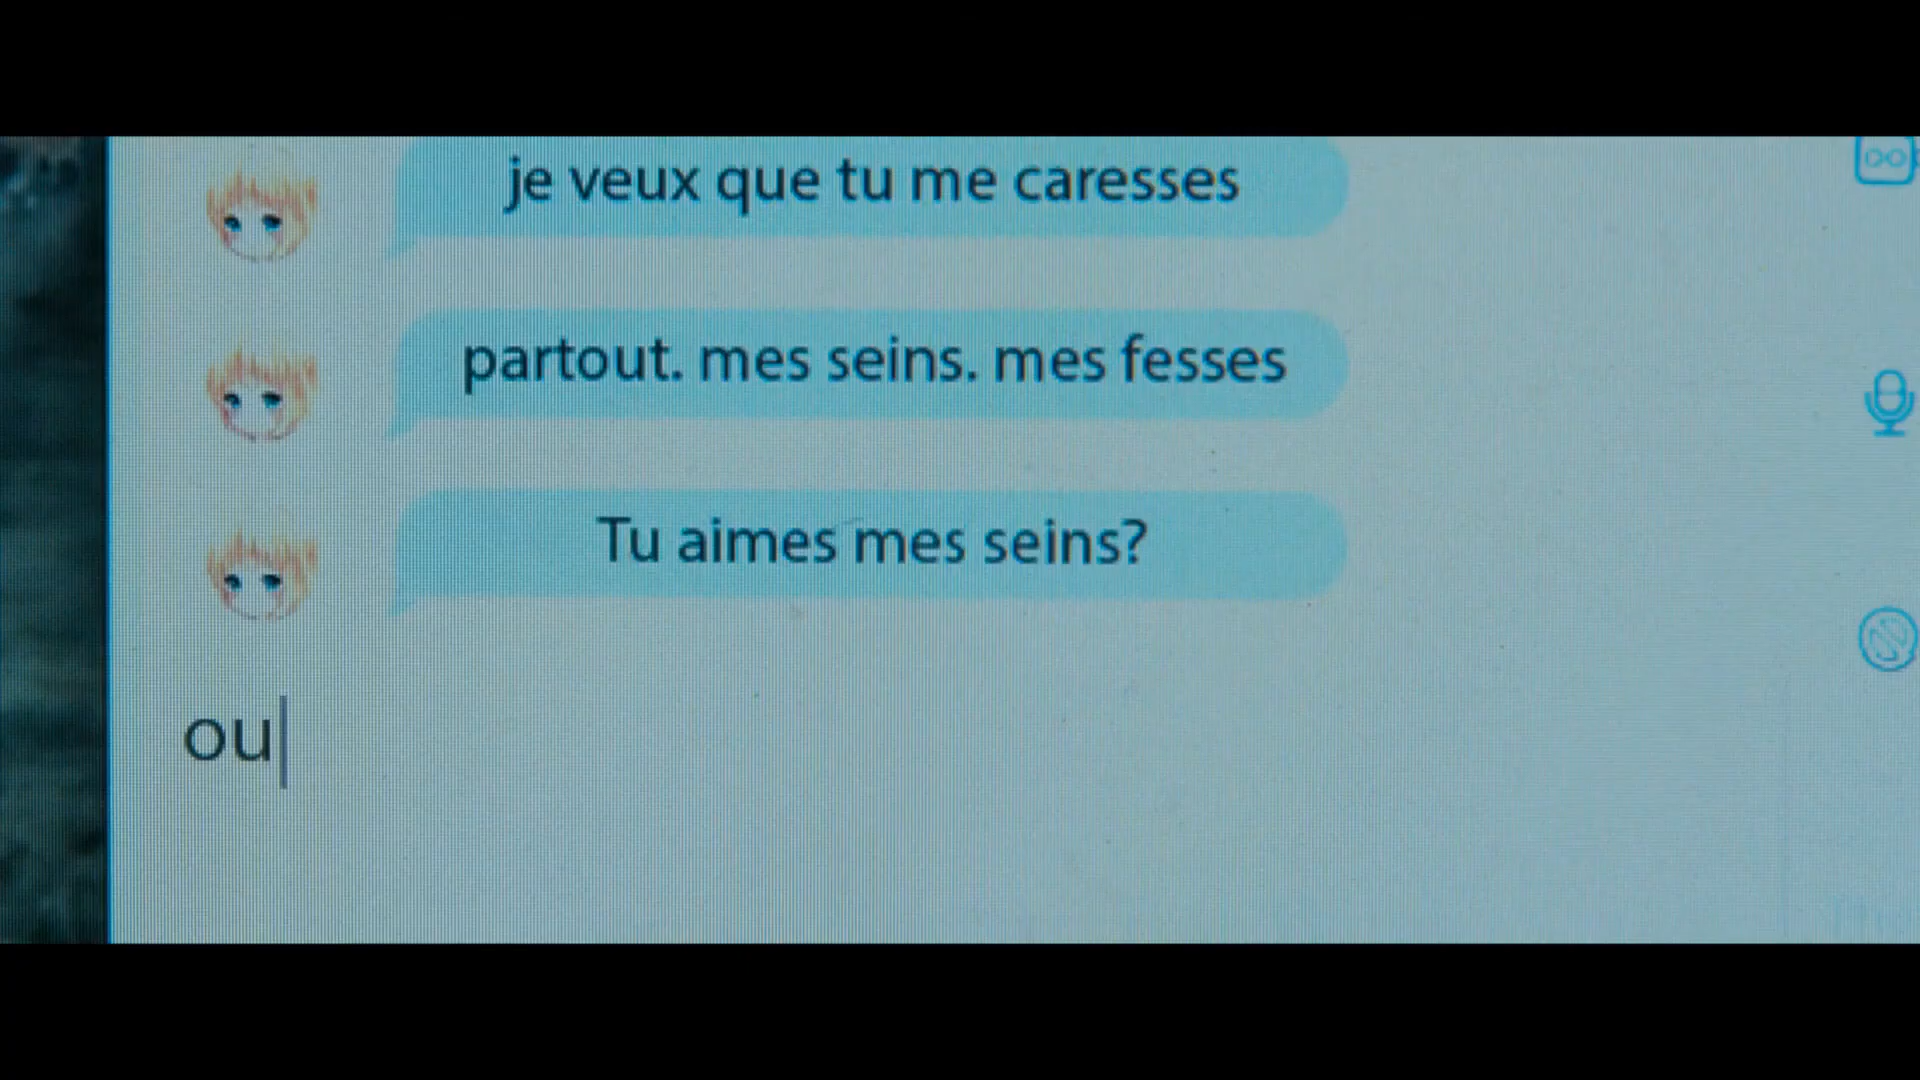 je veux que tu me caresses
partout. mes seins. mes fesses
Tu aimes mes seins?
ou